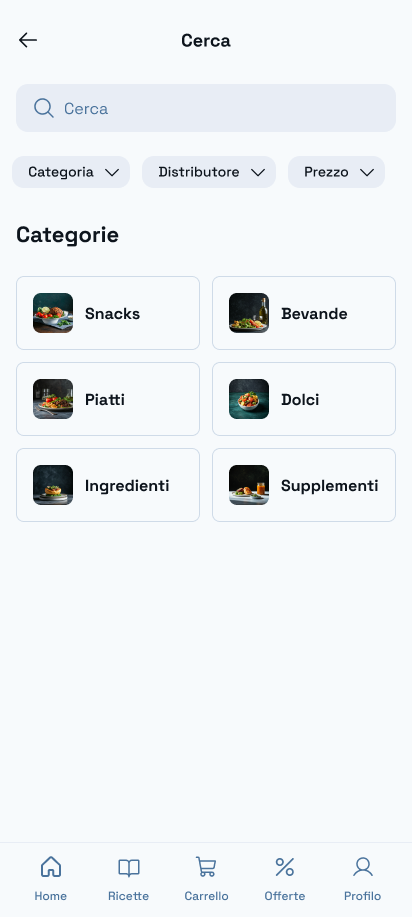 Cerca
Cerca
Categoria Distributore Prezzo
Categorie
Snacks Bevande
Piatti Dolci
Ingredienti Supplementi
Home Ricette Carrello Offerte Profilo